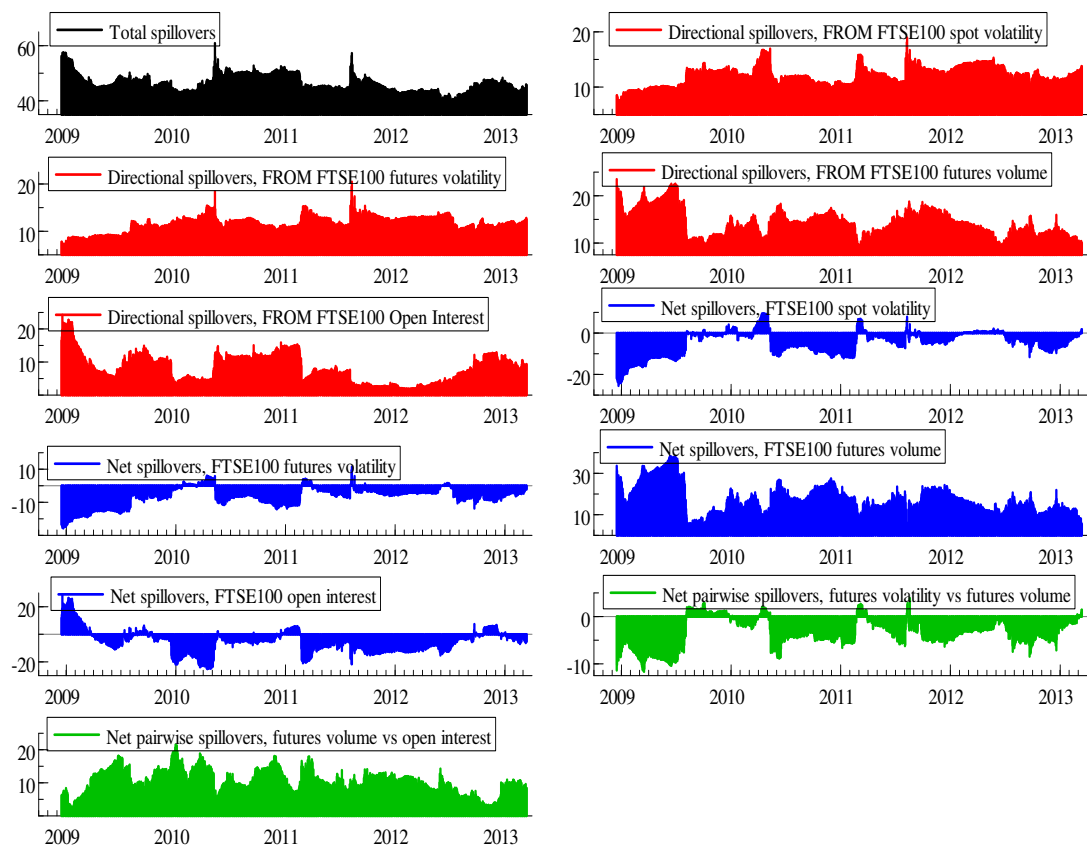 Total spillovers
60
40
2009 2010 2011 2012 2013
Directional spillovers, FROM FTSE100 spot volatility
20
10
2009 2010 2011 2012 2013
Directional spillovers, FROM FTSE100 futures volatility
20
10
2009 2010 2011 2012 2013
Directional spillovers, FROM FTSE100 futures volume
20
10
2009 2010 2011 2012 2013
Directional spillovers, FROM FTSE100 Open Interest
20
10
2009 2010 2011 2012 2013
Net spillovers, FTSE100 spot volatility
0
-20
2009 2010 2011 2012 2013
Net spillovers, FTSE100 futures volatility
10
-10
2009 2010 2011 2012 2013
Net spillovers, FTSE100 futures volume
30
10
2009 2010 2011 2012 2013
Net spillovers, FTSE100 open interest
20
-20
2009 2010 2011 2012 2013
Net pairwise spillovers, futures volatility vs futures volume
0
-10
2009 2010 2011 2012 2013
Net pairwise spillovers, futures volume vs open interest
20
10
2009 2010 2011 2012 2013